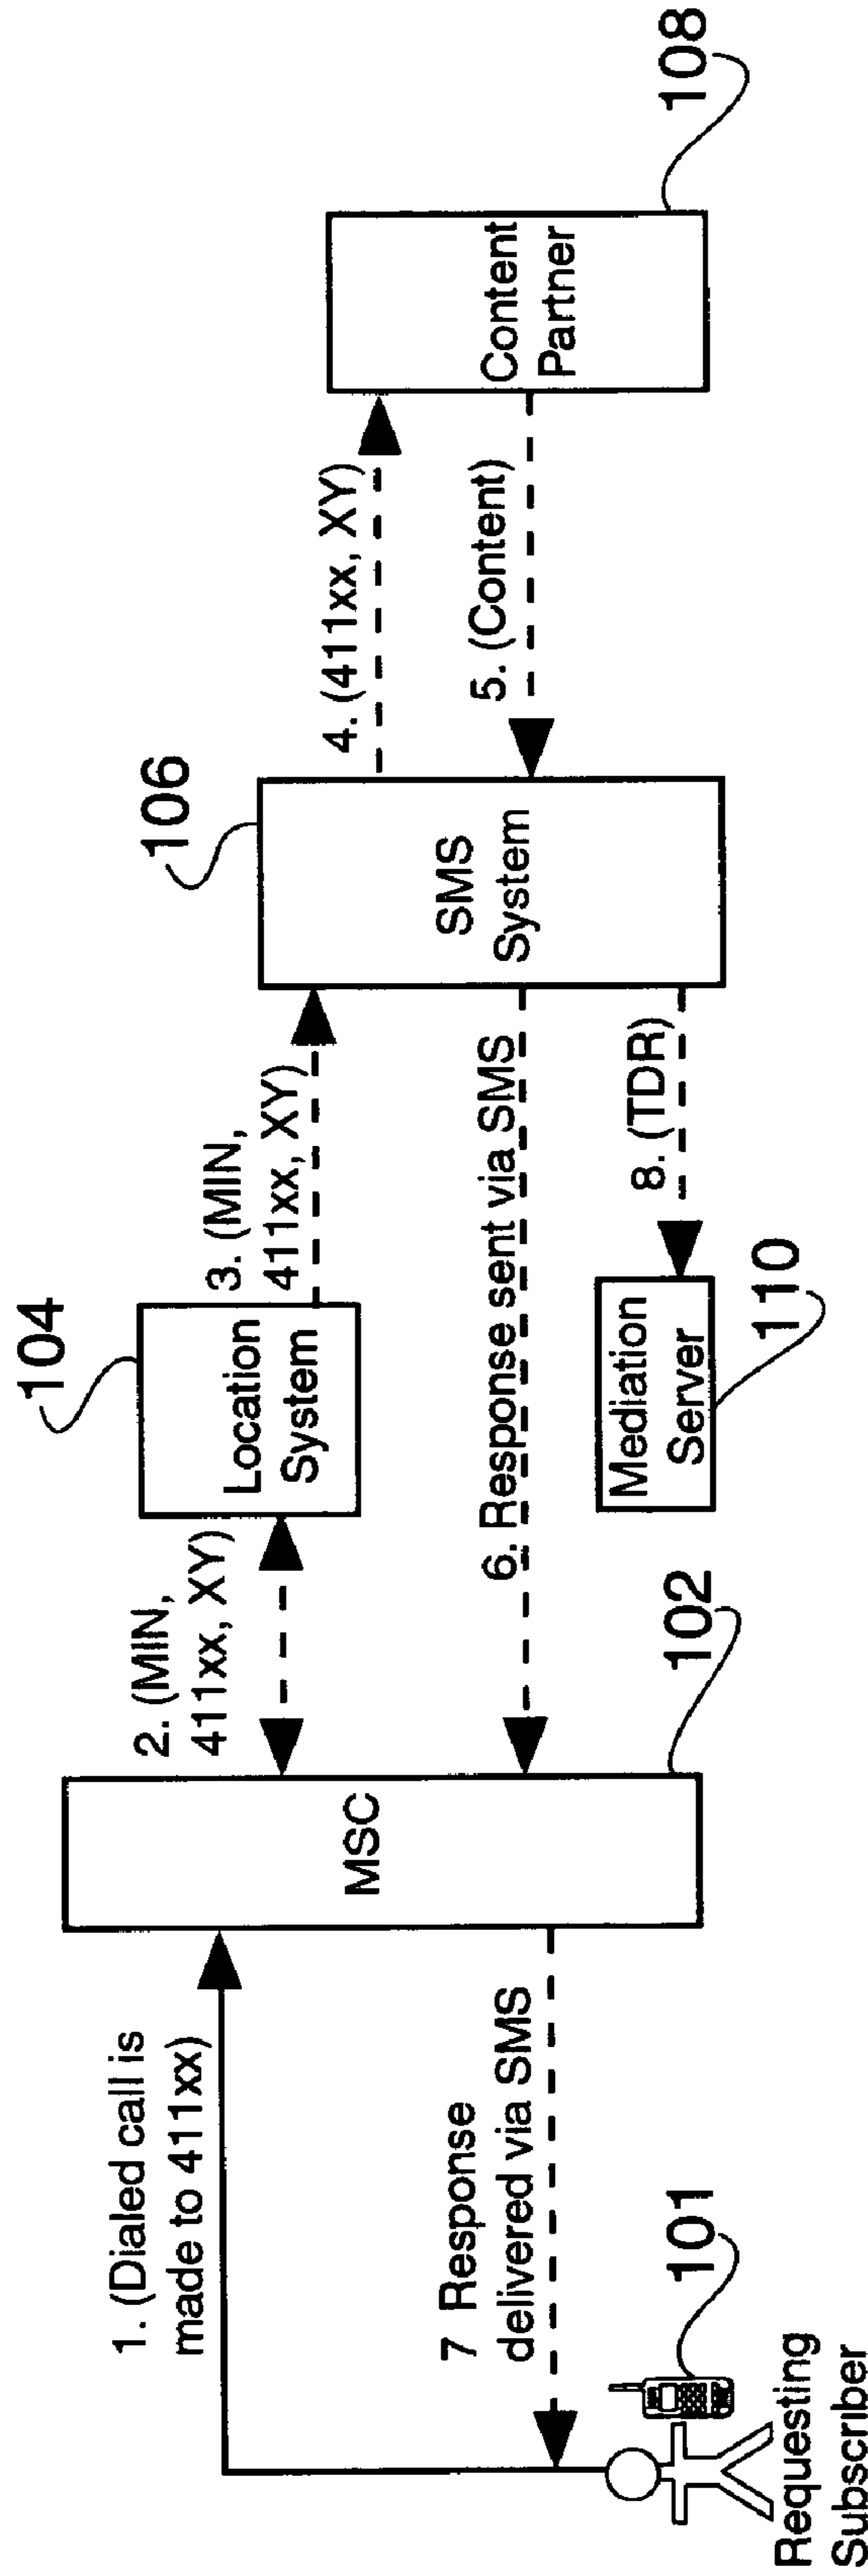 1. (Dialed call is
made to 411xx)
7 Response
delivered via SMS
101
Requesting
Subscriber
MSC
102
2. (MIN,
411xx, XY)
104
Location
System
3. (MIN,
411xx, XY)
6. Response sent via SMS
Mediation
Server
110
8. (TDR)
106
SMS
System
4. (411xx, XY)
5. (Content)
Content
Partner
108